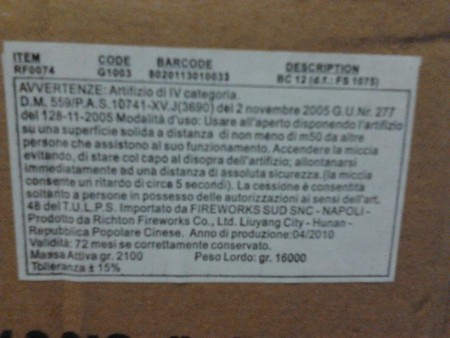 ITEM CODE BARCODE DESCRIPTION
RF0074 G1003 8020113010033 BC 12 (d.f.: FS 1075)
AVVERTENZE: Artifizio di IV categoria.
D.M. 559/P.A.S.10741-XV.J(3690) del 2 novembre 2005 G.U.Nr. 277
del 128-11-2005 Modalità d'uso: Usare all'aperto disponendo l'artifizio
su una superficie solida a distanza di non meno di m50 da altre
persone che assistono al suo funzionamento. Accendere la miccia
evitando, di stare col capo al disopra dell'artifizio; allontanarsi
immediatamente ad una distanza di assoluta sicurezza.(la miccia
consente un ritardo di circa 5 secondi). La cessione è consentita
soltanto a persone in possesso delle autorizzazioni ai sensi dell'art.
48 del T.U.L.P.S. Importato da FIREWORKS SUD SNC - NAPOLI -
Prodotto da Richton Fireworks Co., Ltd. Liuyang City - Hunan -
Repubblica Popolare Cinese. Anno di produzione:04/2010
Validità: 72 mesi se correttamente conservato.
Massa Attiva gr. 2100 Peso Lordo: gr. 16000
Tolleranza ± 15%